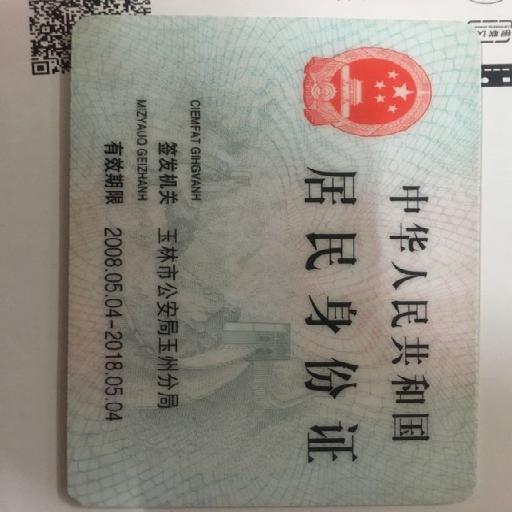 中华人民共和国
居民身份证
CIEMFAT GIHGVANH
签发机关 玉林市公安局玉州分局
MIZYAUQ GEIZHANH
有效期限 2008.05.04-2018.05.04